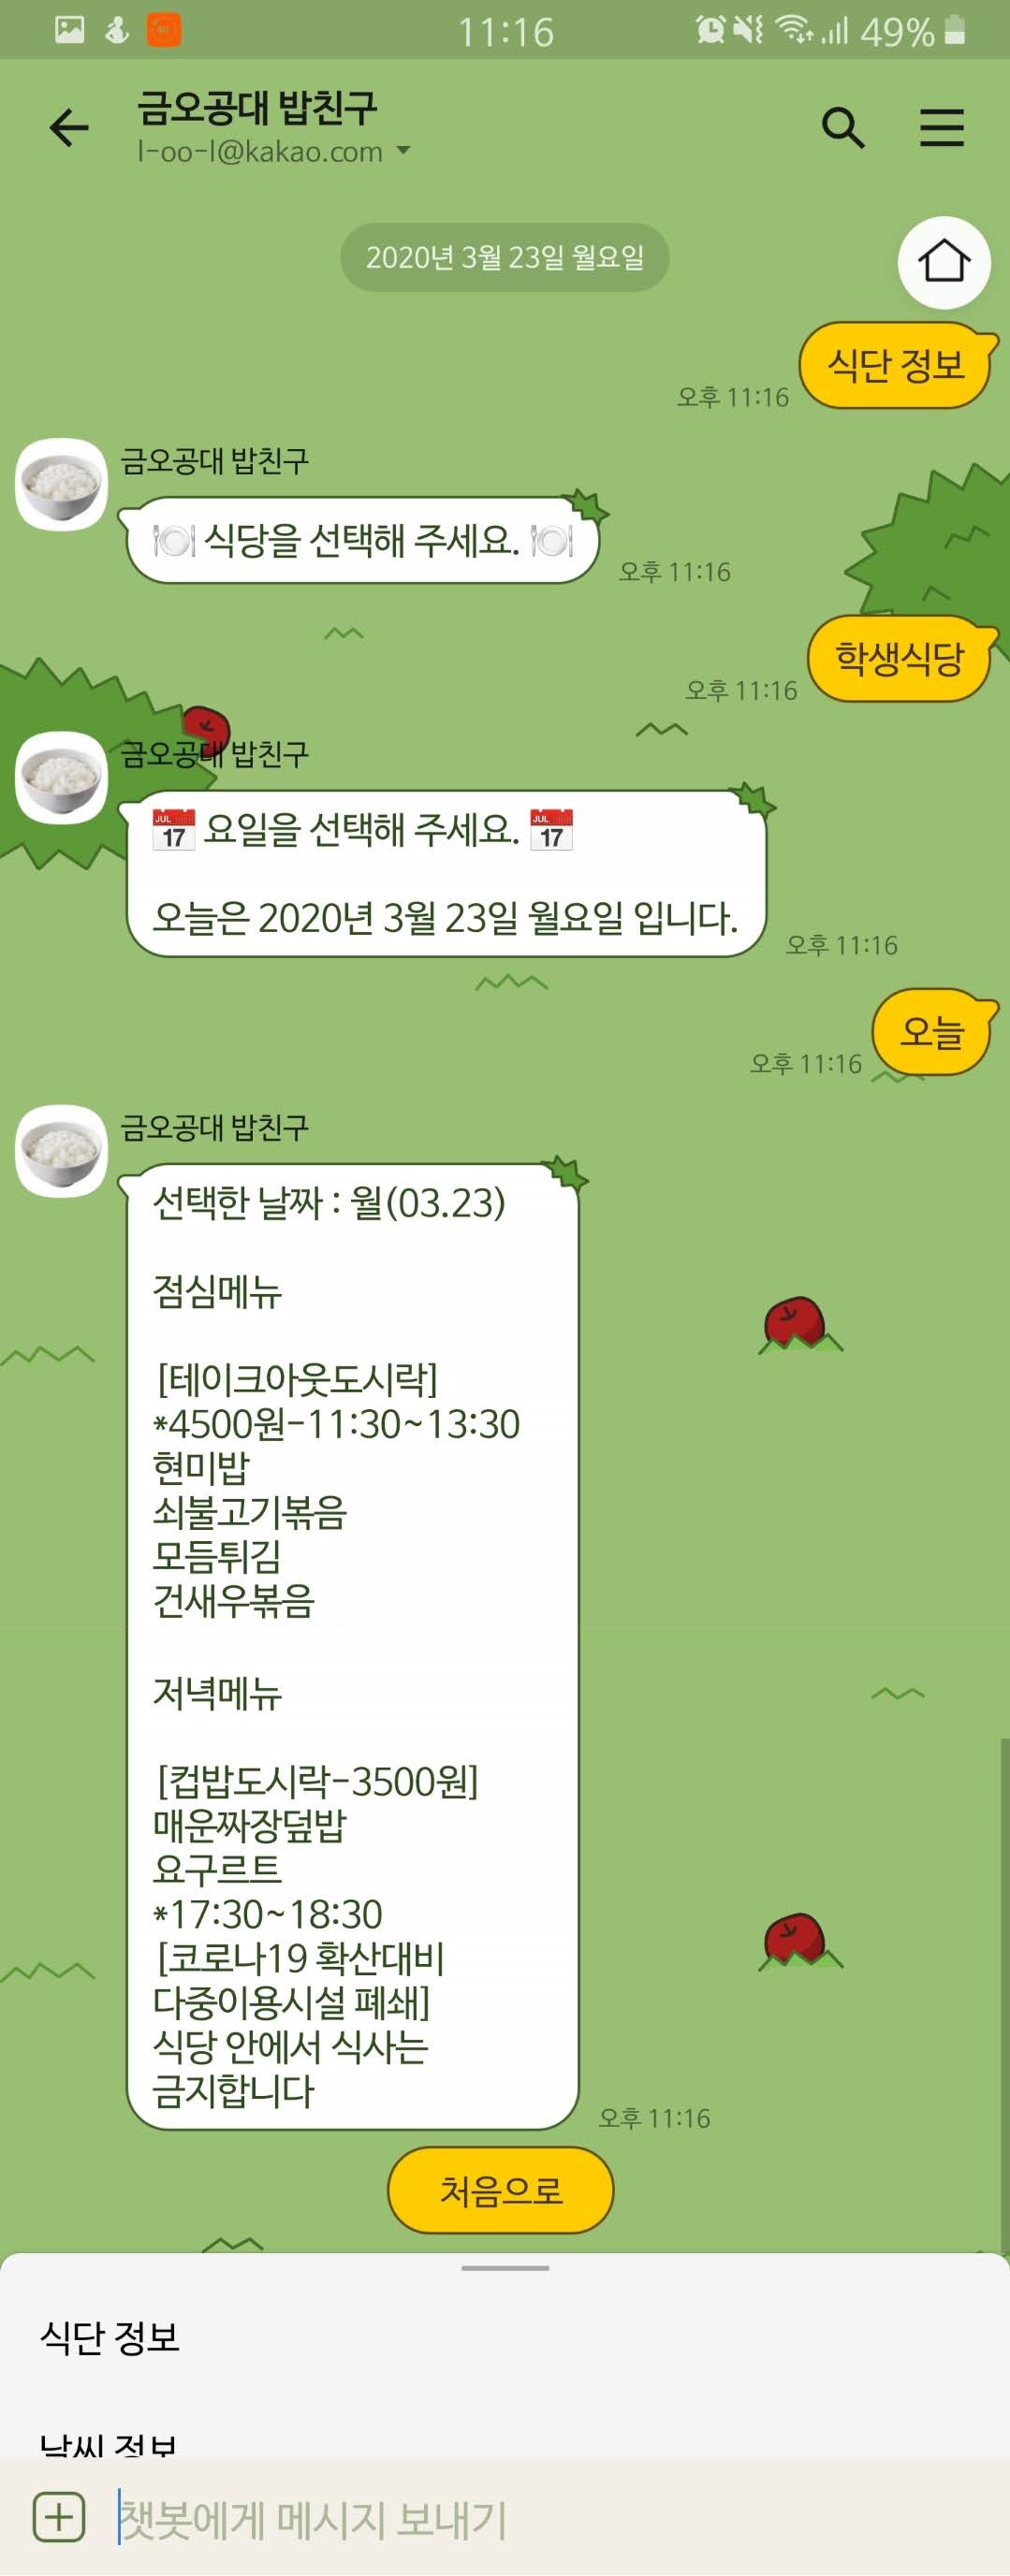 11:16
49%
금오공대 밥친구
l-oo-l@kakao.com
2020년 3월 23일 월요일
식단 정보
오후 11:16
금오공대 밥친구
🍽 식당을 선택해 주세요. 🍽
오후 11:16
학생식당
오후 11:16
금오공대 밥친구
📅 요일을 선택해 주세요. 📅
오늘은 2020년 3월 23일 월요일 입니다.
오후 11:16
오늘
오후 11:16
금오공대 밥친구
선택한 날짜 : 월(03.23)
점심메뉴
[테이크아웃도시락]
*4500원-11:30~13:30
현미밥
쇠불고기볶음
모듬튀김
건새우볶음
저녁메뉴
[컵밥도시락-3500원]
매운짜장덮밥
요구르트
*17:30~18:30
[코로나19 확산대비
다중이용시설 폐쇄]
식당 안에서 식사는
금지합니다
오후 11:16
처음으로
식단 정보
날씨 정보
챗봇에게 메시지 보내기